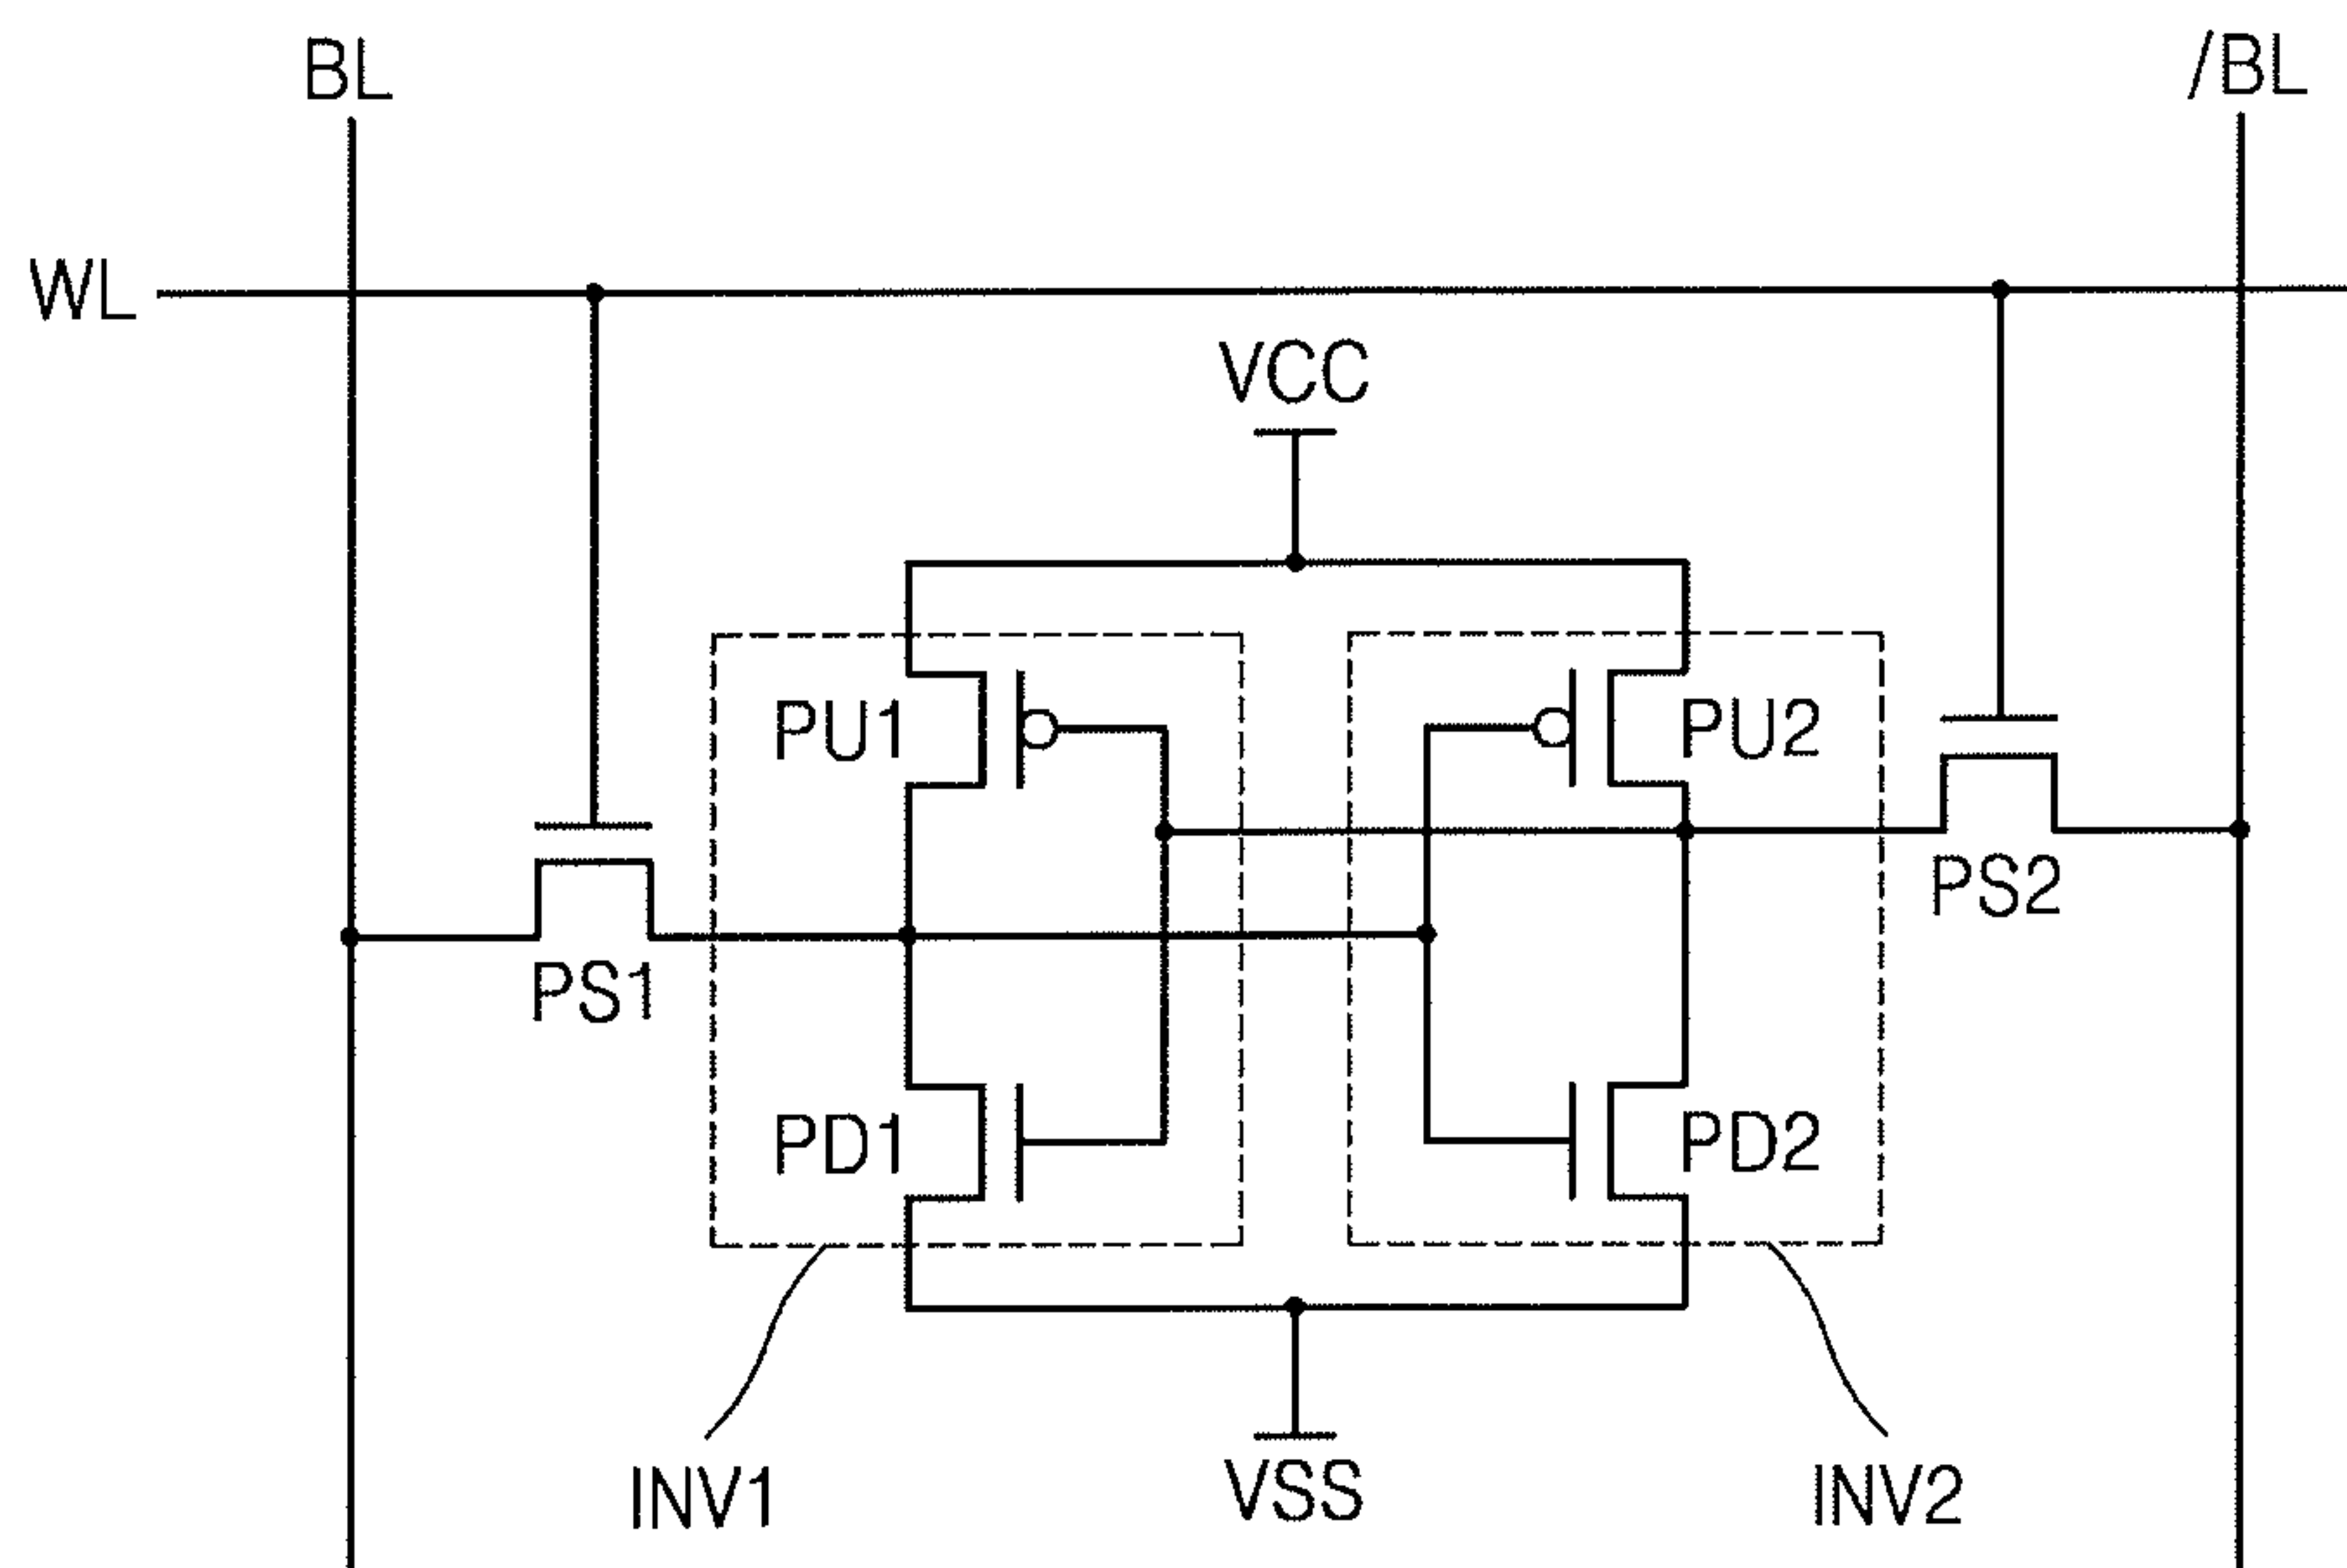 BL
/BL
WL
VCC
PU1
PU2
PS2
PS1
PD1
PD2
INV1
VSS
INV2